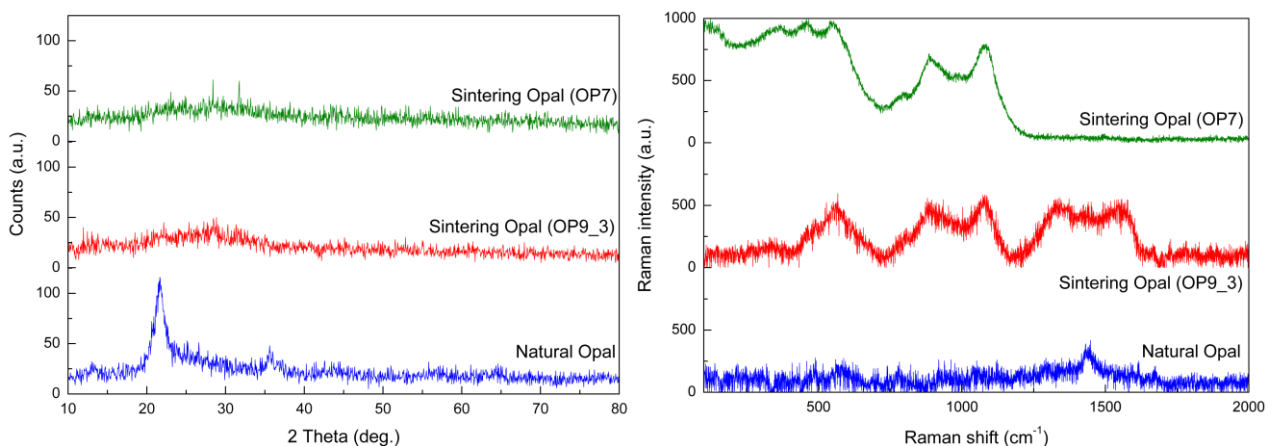 100
Sintering Opal (OP7)
50
0
100
Counts (a.u.)
Sintering Opal (OP9_3)
50
0
100
Natural Opal
50
0
10 20 30 40 50 60 70 80
2 Theta (deg.)
1000
500
Sintering Opal (OP7)
0
Raman intensity (a.u.)
500
Sintering Opal (OP9_3)
0
500
Natural Opal
0
500 1000 1500 2000
Raman shift (cm-1)